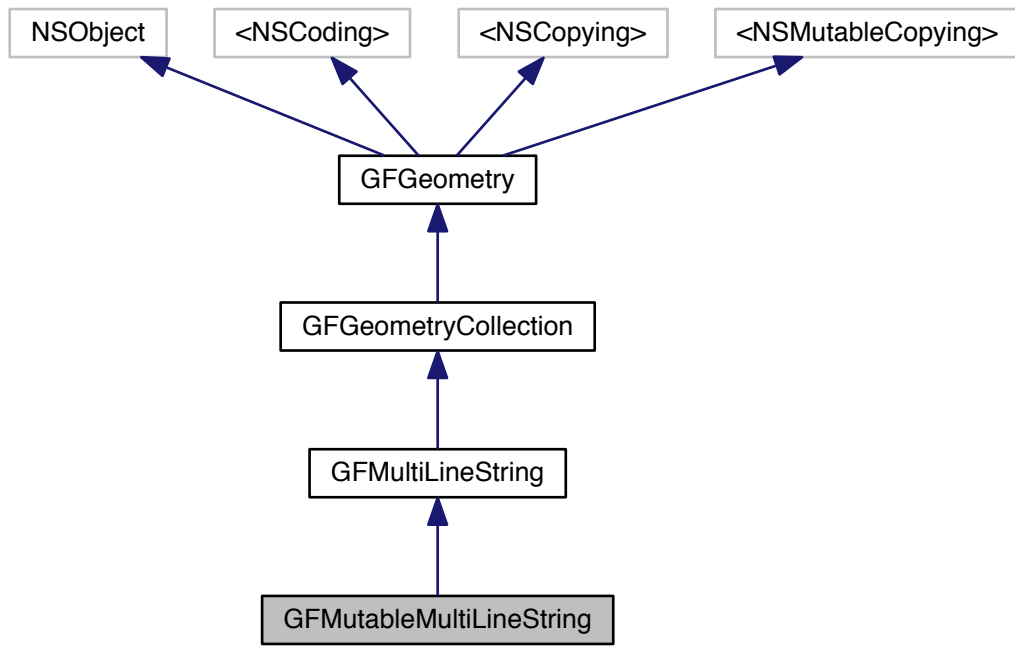 NSObject
<NSCoding>
<NSCopying>
<NSMutableCopying>
GFGeometry
GFGeometryCollection
GFMultiLineString
GFMutableMultiLineString